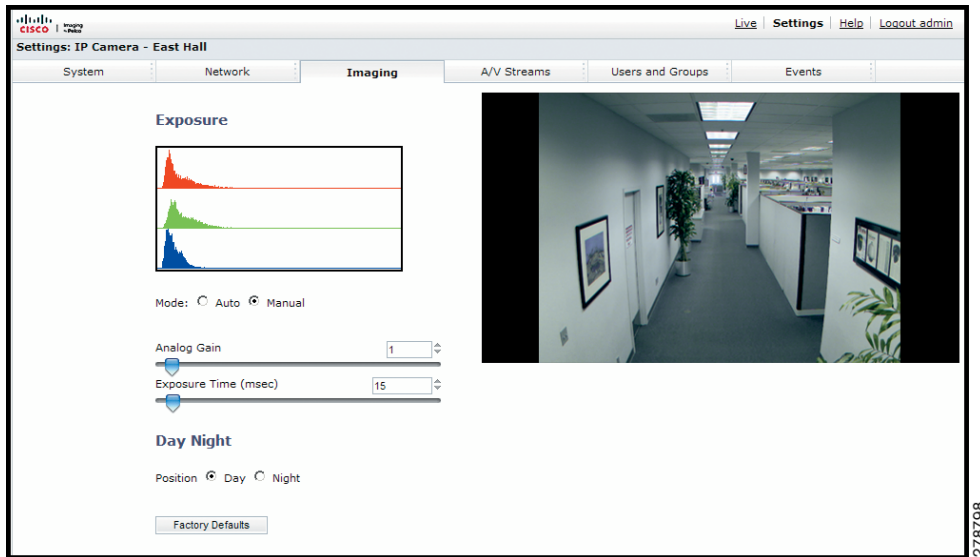 CISCO Imaging by Pelco
Live Settings Help Logout admin
Settings: IP Camera - East Hall
System Network Imaging A/V Streams Users and Groups Events
Exposure
Mode: Auto Manual
Analog Gain 1
Exposure Time (msec) 15
Day Night
Position Day Night
Factory Defaults
278798